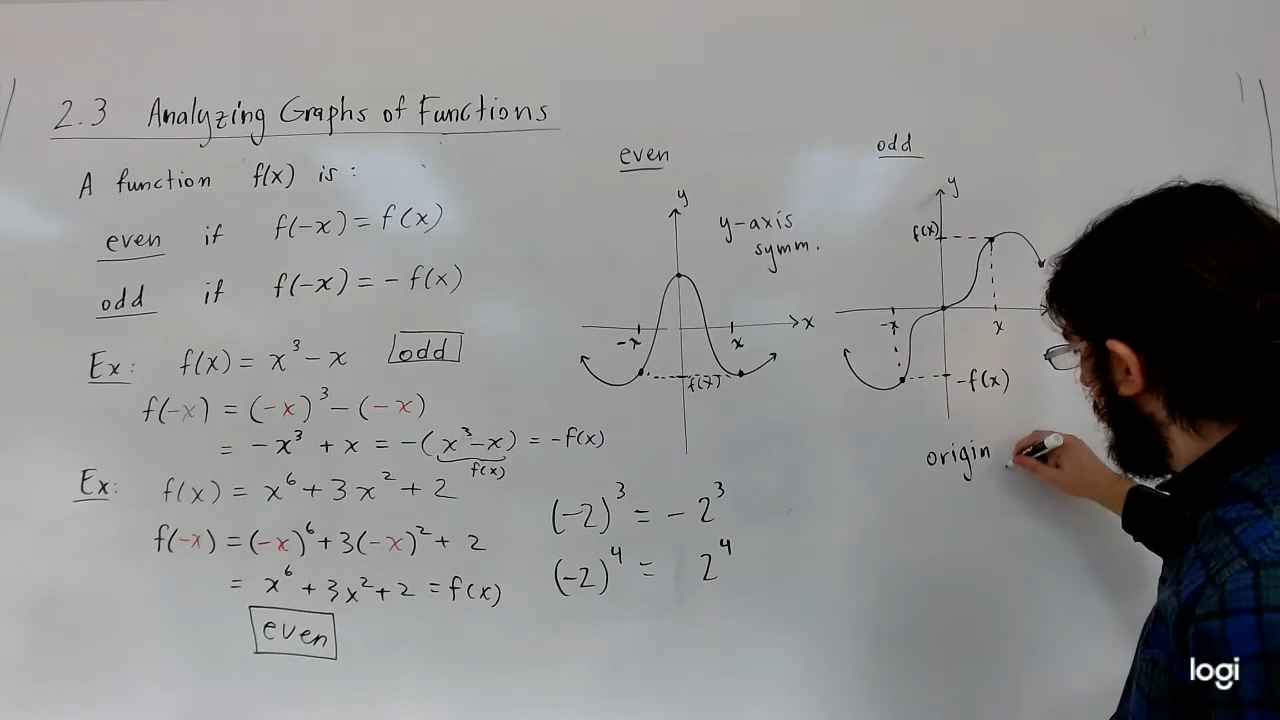 2.3 Analyzing Graphs of Functions
A function f(x) is:
even if f(-x) = f(x)
odd if f(-x) = - f(x)
Ex: f(x) = x³ - x odd
f(-x) = (-x)³ - (-x)
= -x³ + x = -(x³-x) = -f(x)
f(x)
Ex: f(x) = x⁶ + 3x² + 2
f(-x) = (-x)⁶ + 3(-x)² + 2
= x⁶ + 3x² + 2 = f(x)
even
(-2)³ = - 2³
(-2)⁴ = 2⁴
even
y
y-axis
symm.
-x x x
f(x)
odd
y
f(x)
-x x
-f(x)
origin
logi